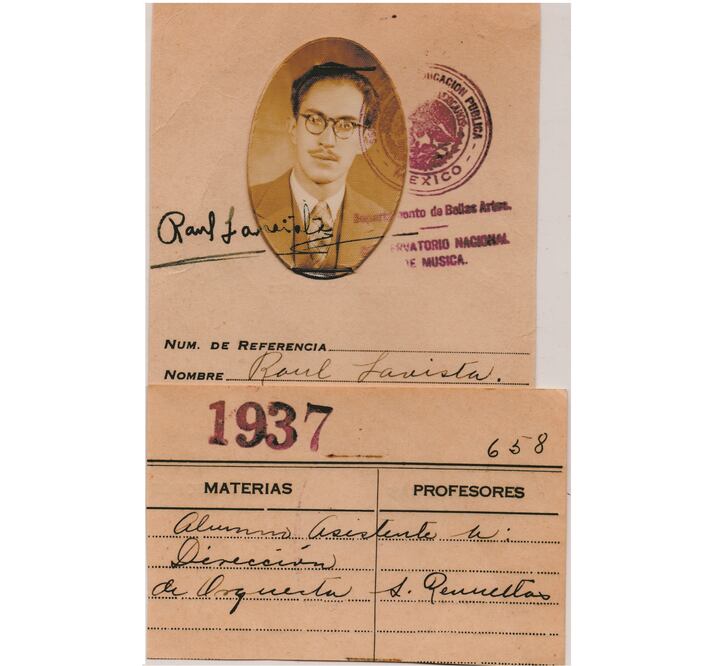 EDUCACION PUBLICA
MEXICO
Departamento de Bellas Artes.
CONSERVATORIO NACIONAL
DE MUSICA.
Raul Lavista
NUM. DE REFERENCIA
NOMBRE Raul Lavista.
1937
658
MATERIAS PROFESORES
Alumno asistente a:
Dirección
de Orquesta S. Revueltas